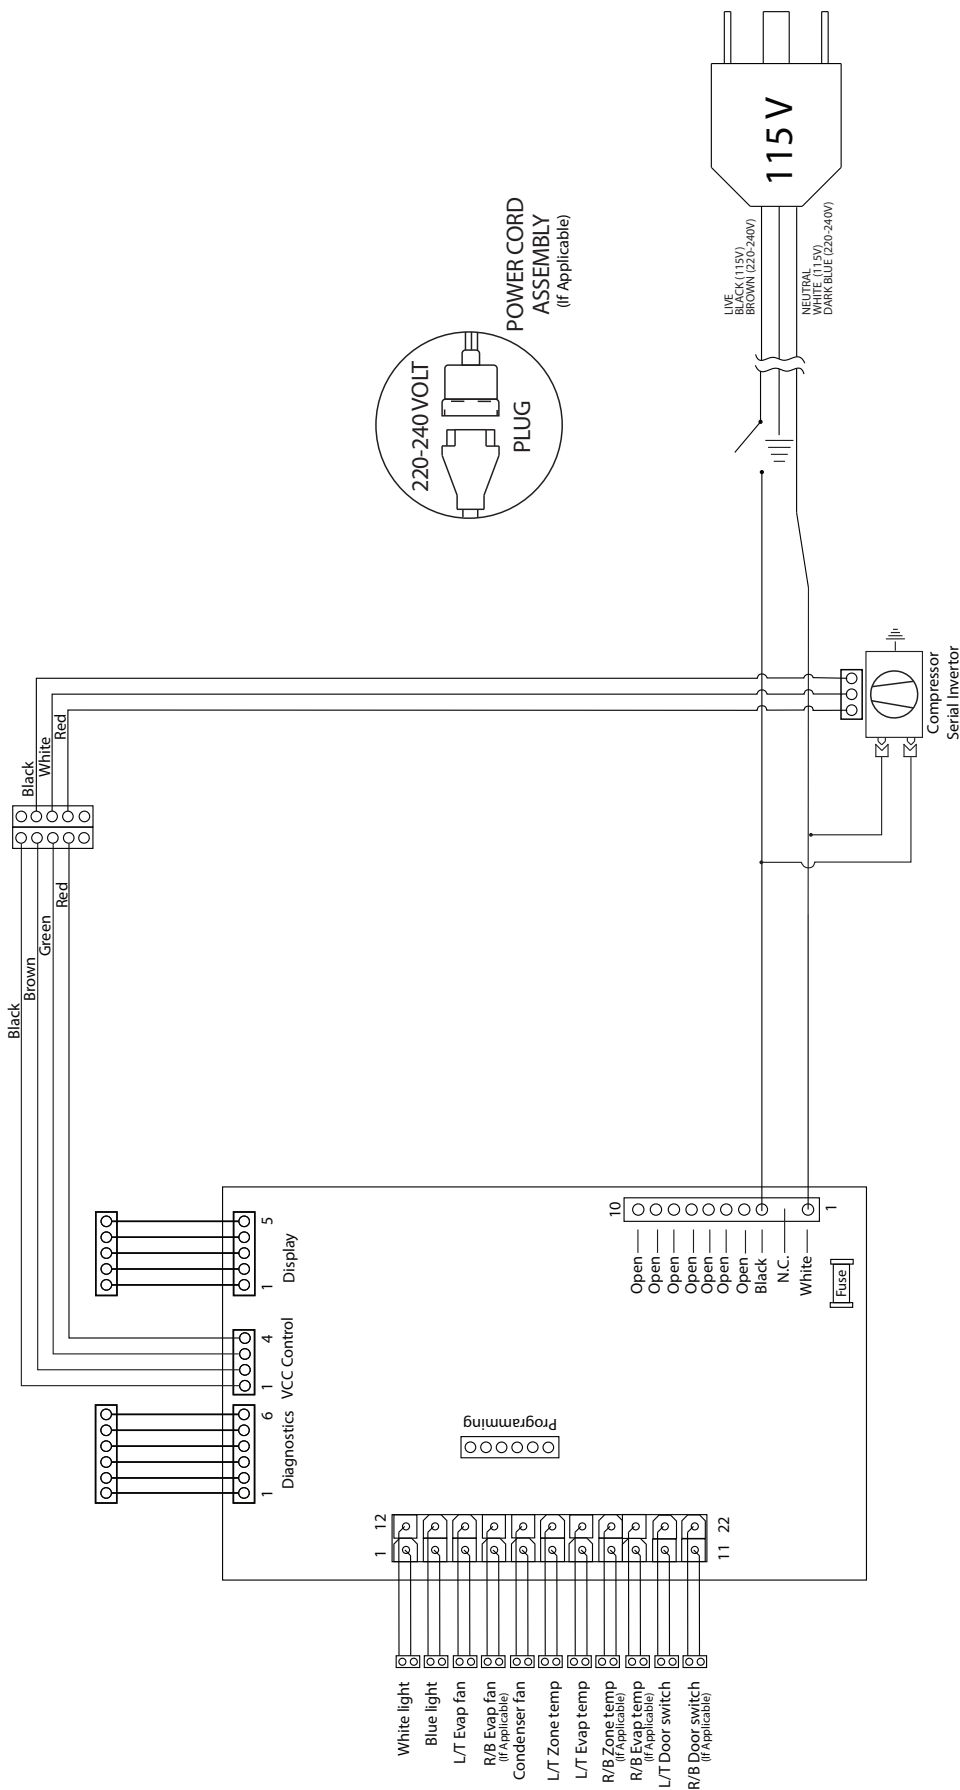 115 V
LIVE
BLACK (115V)
BROWN (220-240V)
NEUTRAL
WHITE (115V)
DARK BLUE (220-240V)
POWER CORD
ASSEMBLY
(If Applicable)
220-240 VOLT
PLUG
Compressor
Serial Invertor
Black
White
Red
Black
Brown
Green
Red
5
Display
1
4
VCC Control
1
6
Diagnostics
1
Programming
10
1
Open
Open
Open
Open
Open
Open
Open
Black
N.C.
White
Fuse
12
1
22
11
White light
Blue light
L/T Evap fan
R/B Evap fan
(If Applicable)
Condenser fan
L/T Zone temp
L/T Evap temp
R/B Zone temp
(If Applicable)
R/B Evap temp
(If Applicable)
L/T Door switch
R/B Door switch
(If Applicable)